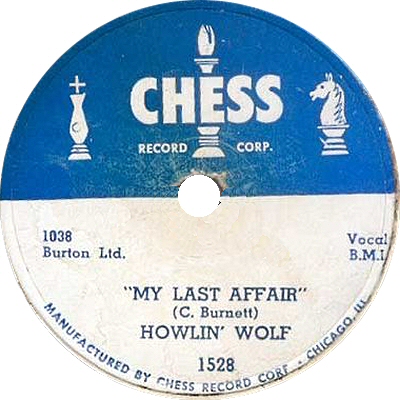 CHESS
RECORD CORP.
1038
Burton Ltd.
Vocal
B.M.I.
"MY LAST AFFAIR"
(C. Burnett)
HOWLIN' WOLF
1528
MANUFACTURED BY CHESS RECORD CORP. • CHICAGO ILL